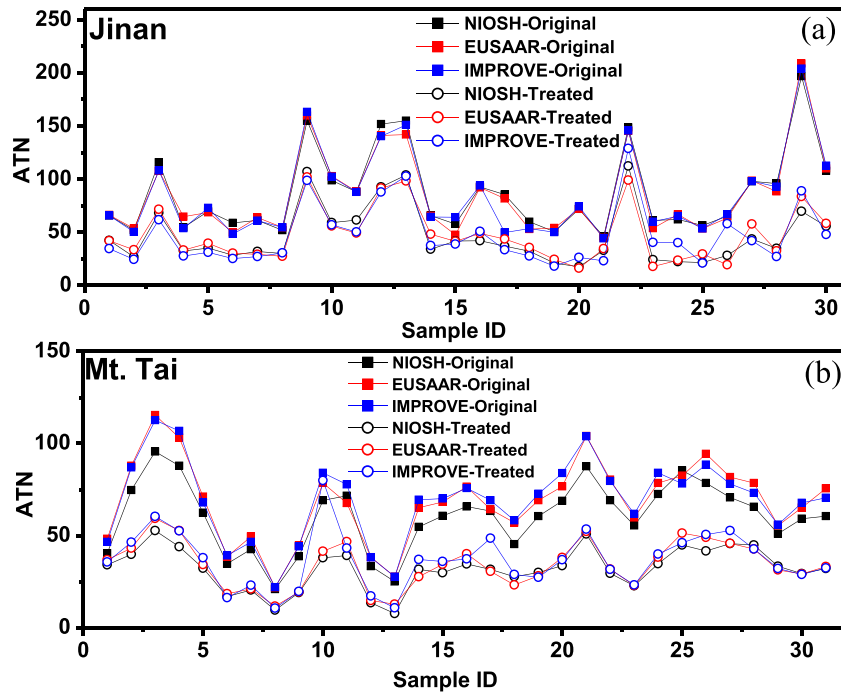 Jinan
(a)
NIOSH-Original
EUSAAR-Original
IMPROVE-Original
NIOSH-Treated
EUSAAR-Treated
IMPROVE-Treated
ATN
250
200
150
100
50
0
0 5 10 15 20 25 30
Sample ID
Mt. Tai
(b)
NIOSH-Original
EUSAAR-Original
IMPROVE-Original
NIOSH-Treated
EUSAAR-Treated
IMPROVE-Treated
ATN
150
100
50
0
0 5 10 15 20 25 30
Sample ID